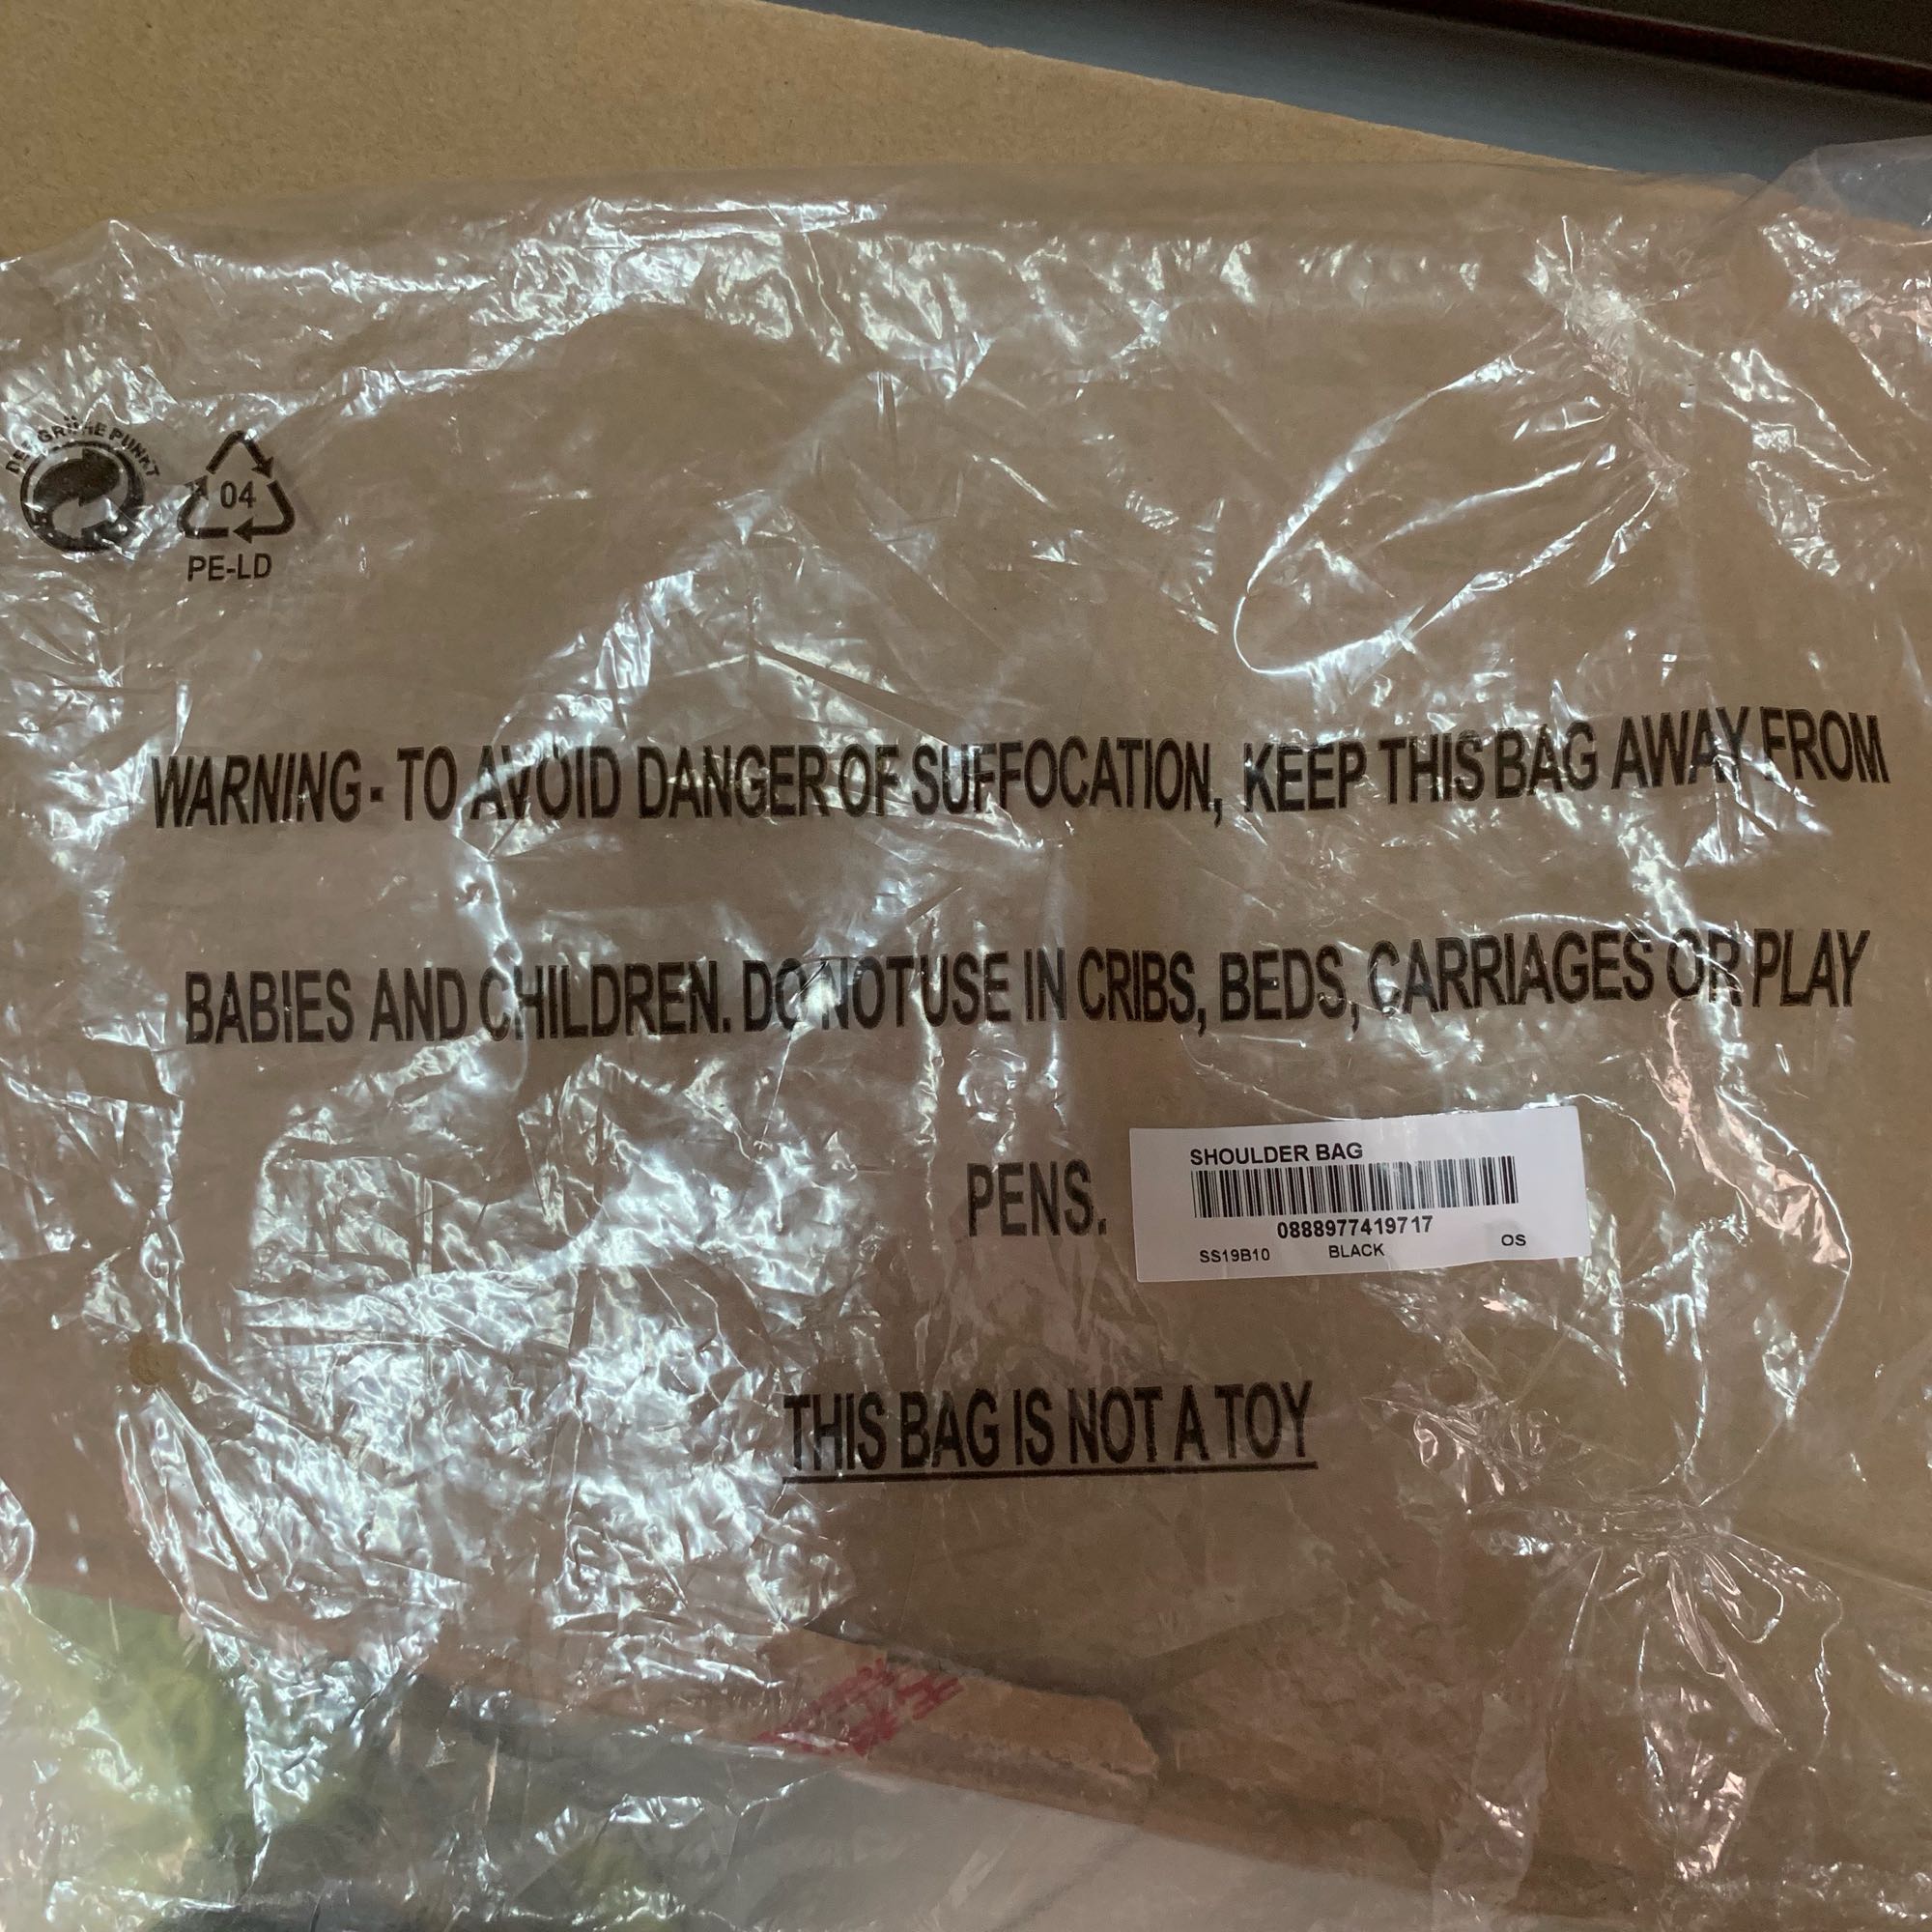 DER GRÜNE PUNKT
04
PE-LD
WARNING- TO AVOID DANGER OF SUFFOCATION, KEEP THIS BAG AWAY FROM
BABIES AND CHILDREN. DO NOT USE IN CRIBS, BEDS, CARRIAGES OR PLAY
PENS.
SHOULDER BAG
0888977419717
SS19B10 BLACK OS
THIS BAG IS NOT A TOY